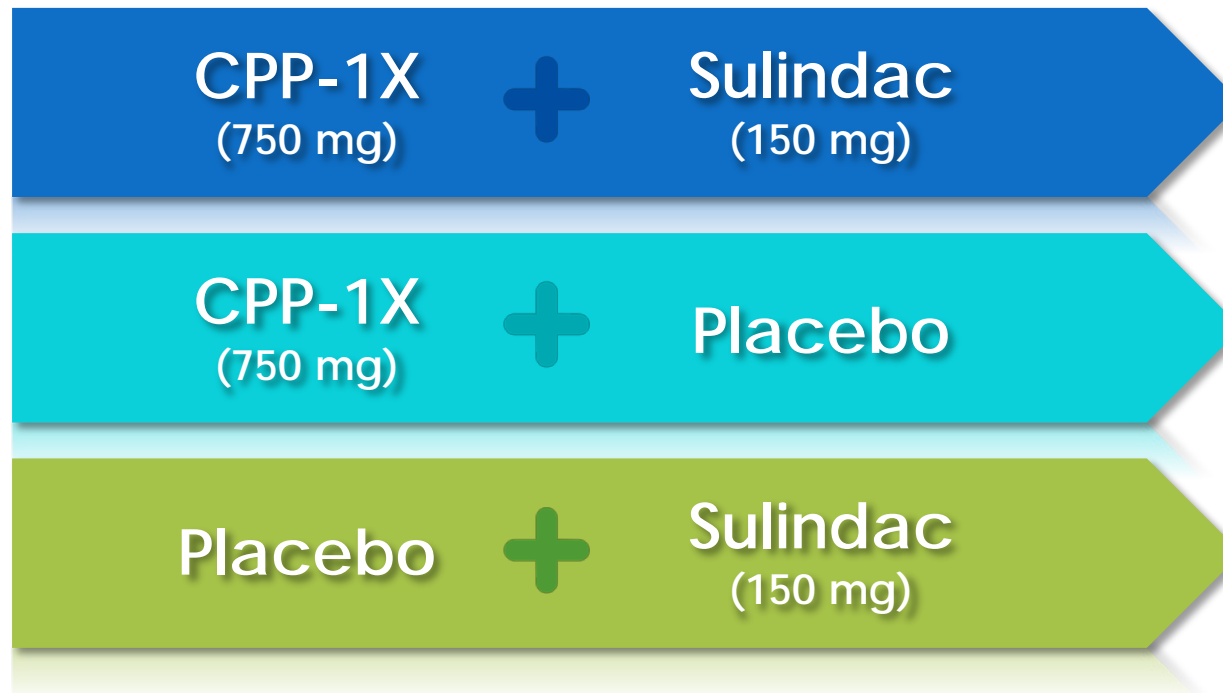 CPP-1X Sulindac
(750 mg) (150 mg)
CPP-1X Placebo
(750 mg)
Placebo Sulindac
(150 mg)